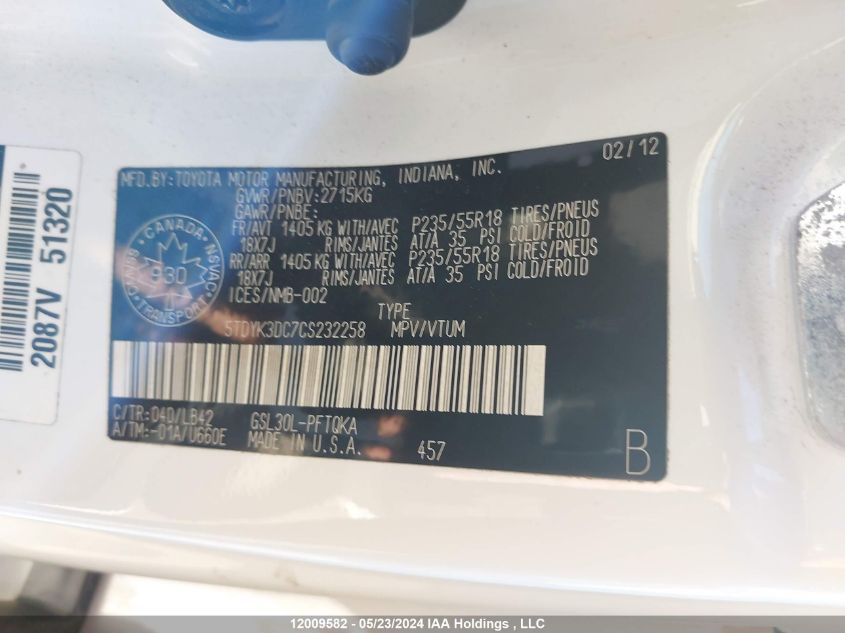 MFD.BY:TOYOTA MOTOR MANUFACTURING, INDIANA, INC. 02/12
GVWR/PNBV:2715KG
GAWR/PNBE:
FR/AVT 1405 KG WITH/AVEC P235/55R18 TIRES/PNEUS
18X7J RIMS/JANTES AT/A 35 PSI COLD/FROID
RR/ARR 1405 KG WITH/AVEC P235/55R18 TIRES/PNEUS
18X7J RIMS/JANTES AT/A 35 PSI COLD/FROID
ICES/NMB-002
TYPE
5TDYK3DC7CS232258 MPV/VTUM
C/TR:040/LB42 GSL30L-PFTQKA
A/TM:-01A/U660E MADE IN U.S.A. 457
B
CANADA
NSVAC
TRANSPORT
930
2087V 51320
12009582 - 05/23/2024 IAA Holdings , LLC